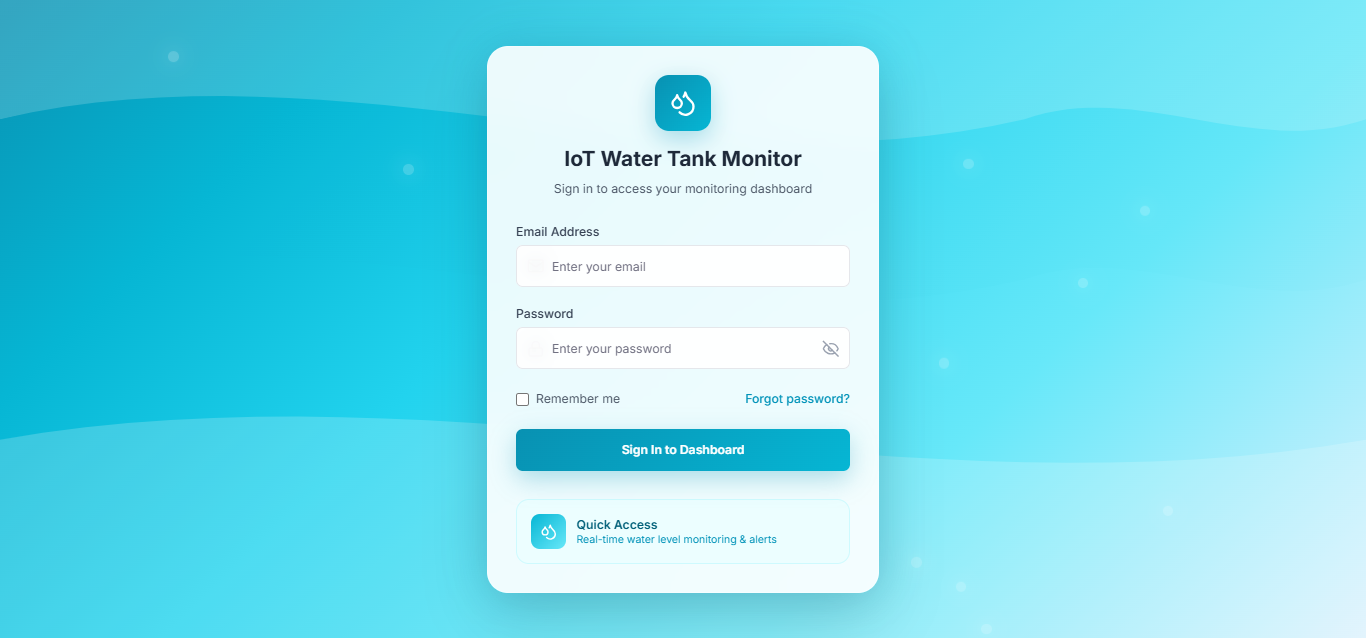 IoT Water Tank Monitor
Sign in to access your monitoring dashboard
Email Address
Enter your email
Password
Enter your password
Remember me
Forgot password?
Sign In to Dashboard
Quick Access
Real-time water level monitoring & alerts